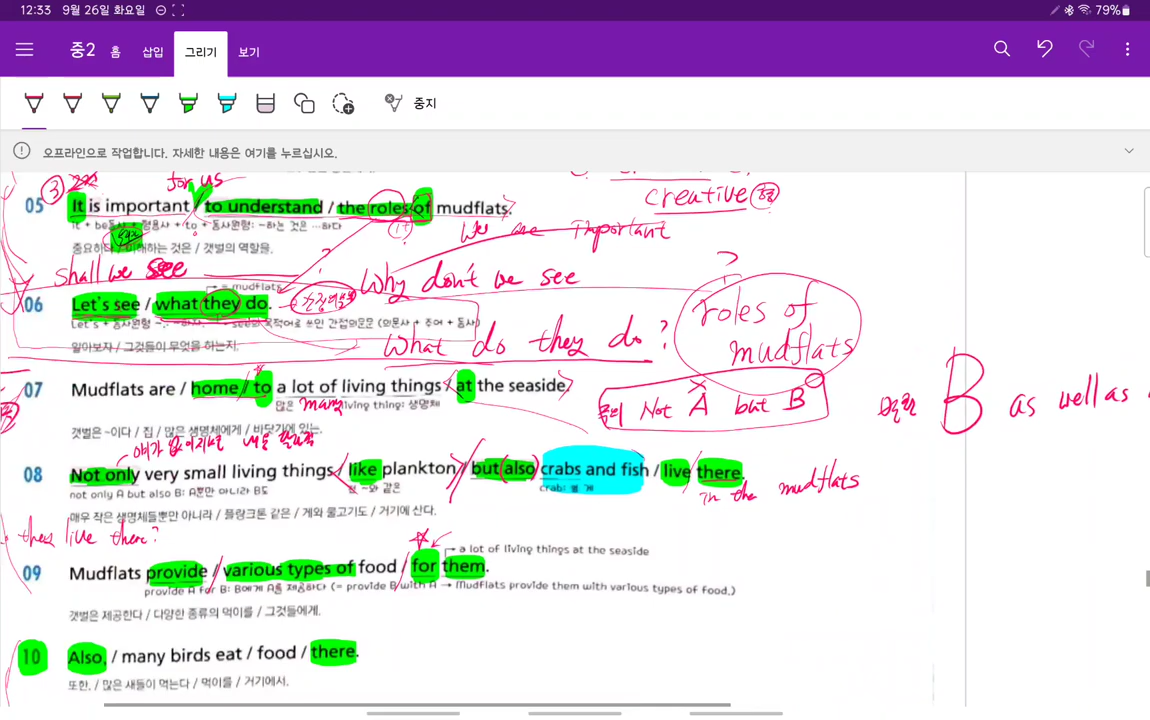 12:33 9월 26일 화요일
79%
중2 홈 삽입 그리기 보기
중지
오프라인으로 작업합니다. 자세한 내용은 여기를 누르십시오.
for us
creative
05 It is important / to understand / the roles of mudflats.
it + be동사 + 형용사 + to + 동사원형: ~하는 것은 …하다
it
We are important
중요하다 / 이해하는 것은 / 갯벌의 역할을.
shall we see
Why don't we see
?
= mudflats
06 Let's see / what they do.
간접의문문
Let's + 동사원형 ~: ~하자. see의 목적어로 쓰인 간접의문문 (의문사 + 주어 + 동사)
알아보자 / 그것들이 무엇을 하는지.
What do they do?
roles of
mudflats
07 Mudflats are / home / to a lot of living things / at the seaside.
많은 many living thing: 생명체
갯벌은 ~이다 / 집 / 많은 생명체에게 / 바닷가에 있는.
Not A but B
B as well as
08 Not only very small living things / like plankton / but also crabs and fish / live / there.
not only A but also B: A뿐만 아니라 B도
~와 같은
crab: 게
in the mudflats
매우 작은 생명체들뿐만 아니라 / 플랑크톤 같은 / 게와 물고기도 / 거기에 산다.
they live there?
a lot of living things at the seaside
09 Mudflats provide / various types of food / for them.
provide A for B: B에게 A를 제공하다 (= provide B with A → Mudflats provide them with various types of food.)
갯벌은 제공한다 / 다양한 종류의 먹이를 / 그것들에게.
10 Also, / many birds eat / food / there.
또한, / 많은 새들이 먹는다 / 먹이를 / 거기에서.